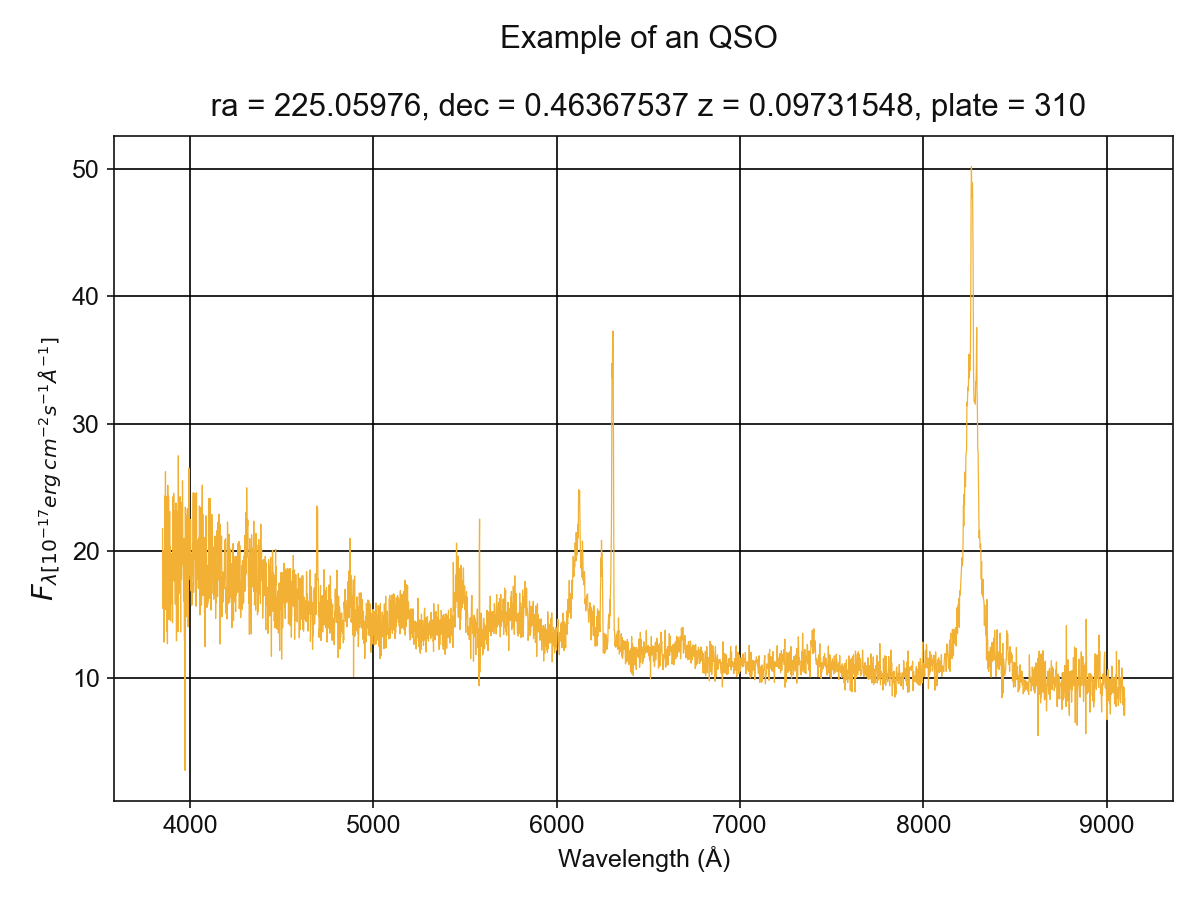 Example of an QSO
ra = 225.05976, dec = 0.46367537 z = 0.09731548, plate = 310
50
40
30
20
10
F_{λ[10^{-17}erg cm^{-2}s^{-1}Å^{-1}]}
4000 5000 6000 7000 8000 9000
Wavelength (Å)